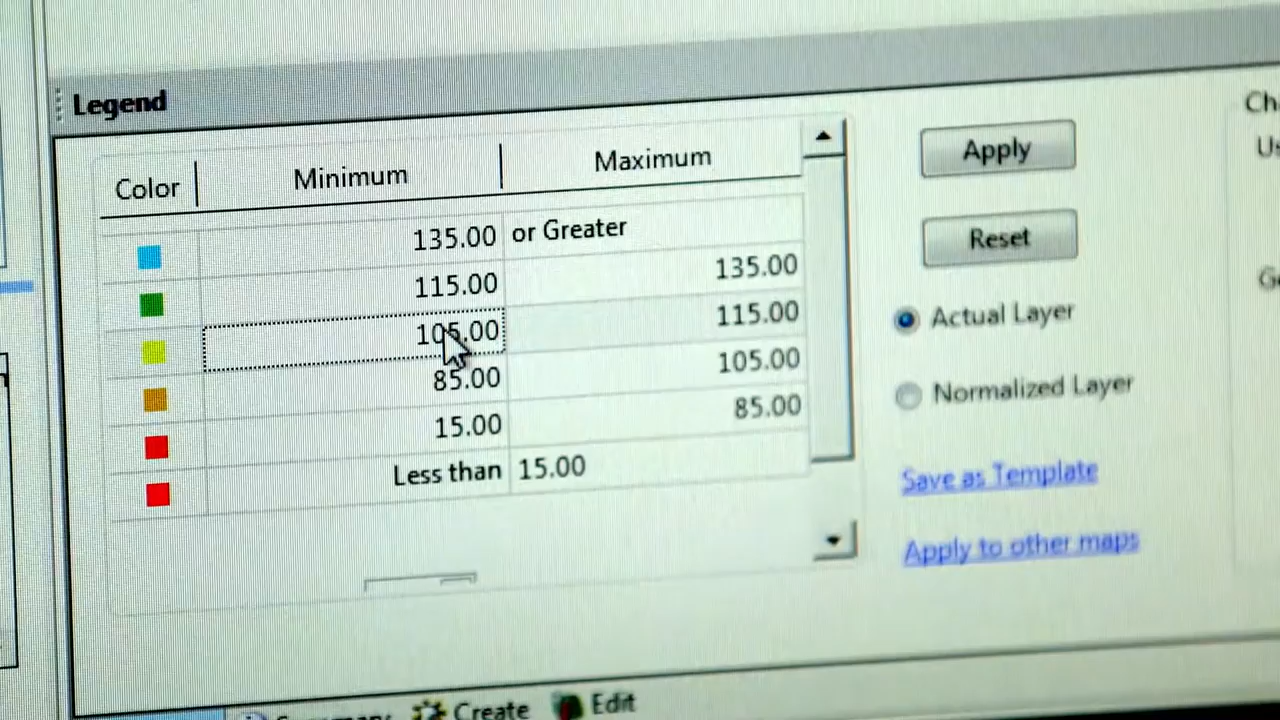 Legend
Color Minimum Maximum
135.00 or Greater
115.00 135.00
105.00 115.00
85.00 105.00
15.00 85.00
Less than 15.00
Apply
Reset
Actual Layer
Normalized Layer
Save as Template
Apply to other maps
Create Edit